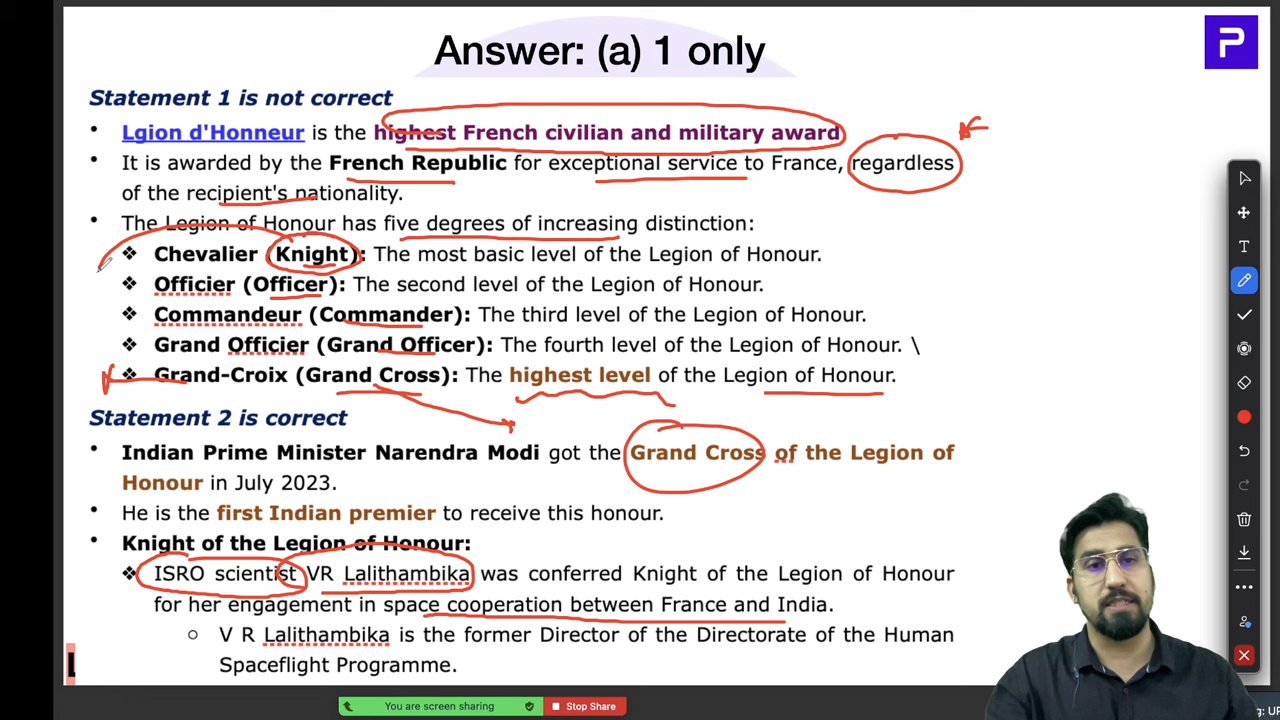 Answer: (a) 1 only
P
Statement 1 is not correct
• Lgion d'Honneur is the highest French civilian and military award
• It is awarded by the French Republic for exceptional service to France, regardless
of the recipient's nationality.
• The Legion of Honour has five degrees of increasing distinction:
❖ Chevalier (Knight): The most basic level of the Legion of Honour.
❖ Officier (Officer): The second level of the Legion of Honour.
❖ Commandeur (Commander): The third level of the Legion of Honour.
❖ Grand Officier (Grand Officer): The fourth level of the Legion of Honour. \
❖ Grand-Croix (Grand Cross): The highest level of the Legion of Honour.
Statement 2 is correct
• Indian Prime Minister Narendra Modi got the Grand Cross of the Legion of
Honour in July 2023.
• He is the first Indian premier to receive this honour.
• Knight of the Legion of Honour:
❖ ISRO scientist VR Lalithambika was conferred Knight of the Legion of Honour
for her engagement in space cooperation between France and India.
○ V R Lalithambika is the former Director of the Directorate of the Human
Spaceflight Programme.
You are screen sharing
Stop Share